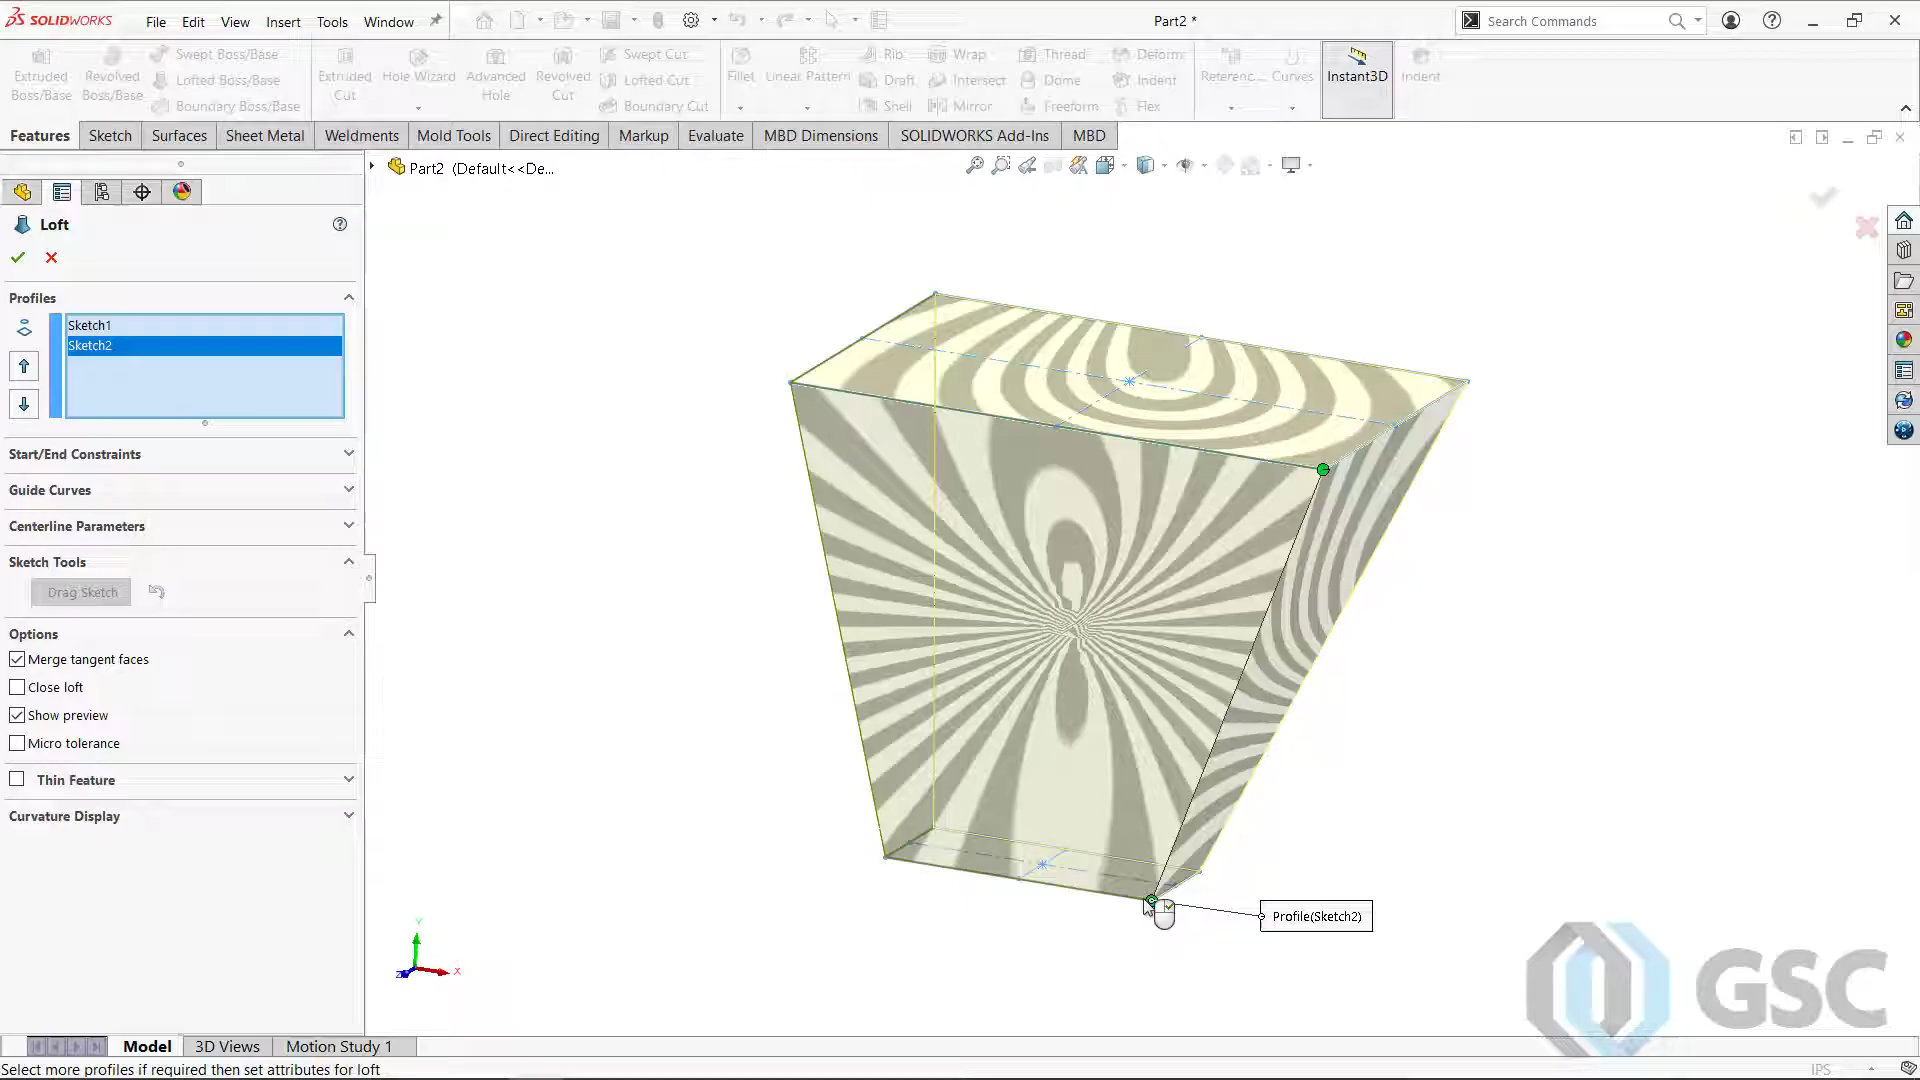 SOLIDWORKS File Edit View Insert Tools Window Part2 * Search Commands
Extruded Boss/Base
Revolved Boss/Base
Swept Boss/Base
Lofted Boss/Base
Boundary Boss/Base
Extruded Cut
Hole Wizard
Advanced Hole
Revolved Cut
Swept Cut
Lofted Cut
Boundary Cut
Fillet
Linear Pattern
Rib
Draft
Shell
Wrap
Intersect
Mirror
Thread
Dome
Freeform
Deform
Indent
Flex
Referenc...
Curves
Instant3D
Indent
Features Sketch Surfaces Sheet Metal Weldments Mold Tools Direct Editing Markup Evaluate MBD Dimensions SOLIDWORKS Add-Ins MBD
Part2 (Default<<De...
Loft
Profiles
Sketch1
Sketch2
Start/End Constraints
Guide Curves
Centerline Parameters
Sketch Tools
Drag Sketch
Options
Merge tangent faces
Close loft
Show preview
Micro tolerance
Thin Feature
Curvature Display
Profile(Sketch2)
Y
X
Z
GSC
Model 3D Views Motion Study 1
Select more profiles if required then set attributes for loft
IPS